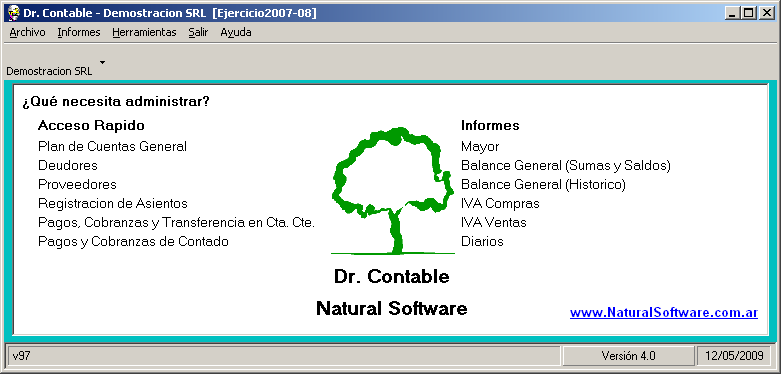 Dr. Contable - Demostracion SRL [Ejercicio2007-08]
Archivo Informes Herramientas Salir Ayuda
Demostracion SRL
¿Qué necesita administrar?
Acceso Rapido
Plan de Cuentas General
Deudores
Proveedores
Registracion de Asientos
Pagos, Cobranzas y Transferencia en Cta. Cte.
Pagos y Cobranzas de Contado
Informes
Mayor
Balance General (Sumas y Saldos)
Balance General (Historico)
IVA Compras
IVA Ventas
Diarios
Dr. Contable
Natural Software
www.NaturalSoftware.com.ar
v97 Versión 4.0 12/05/2009